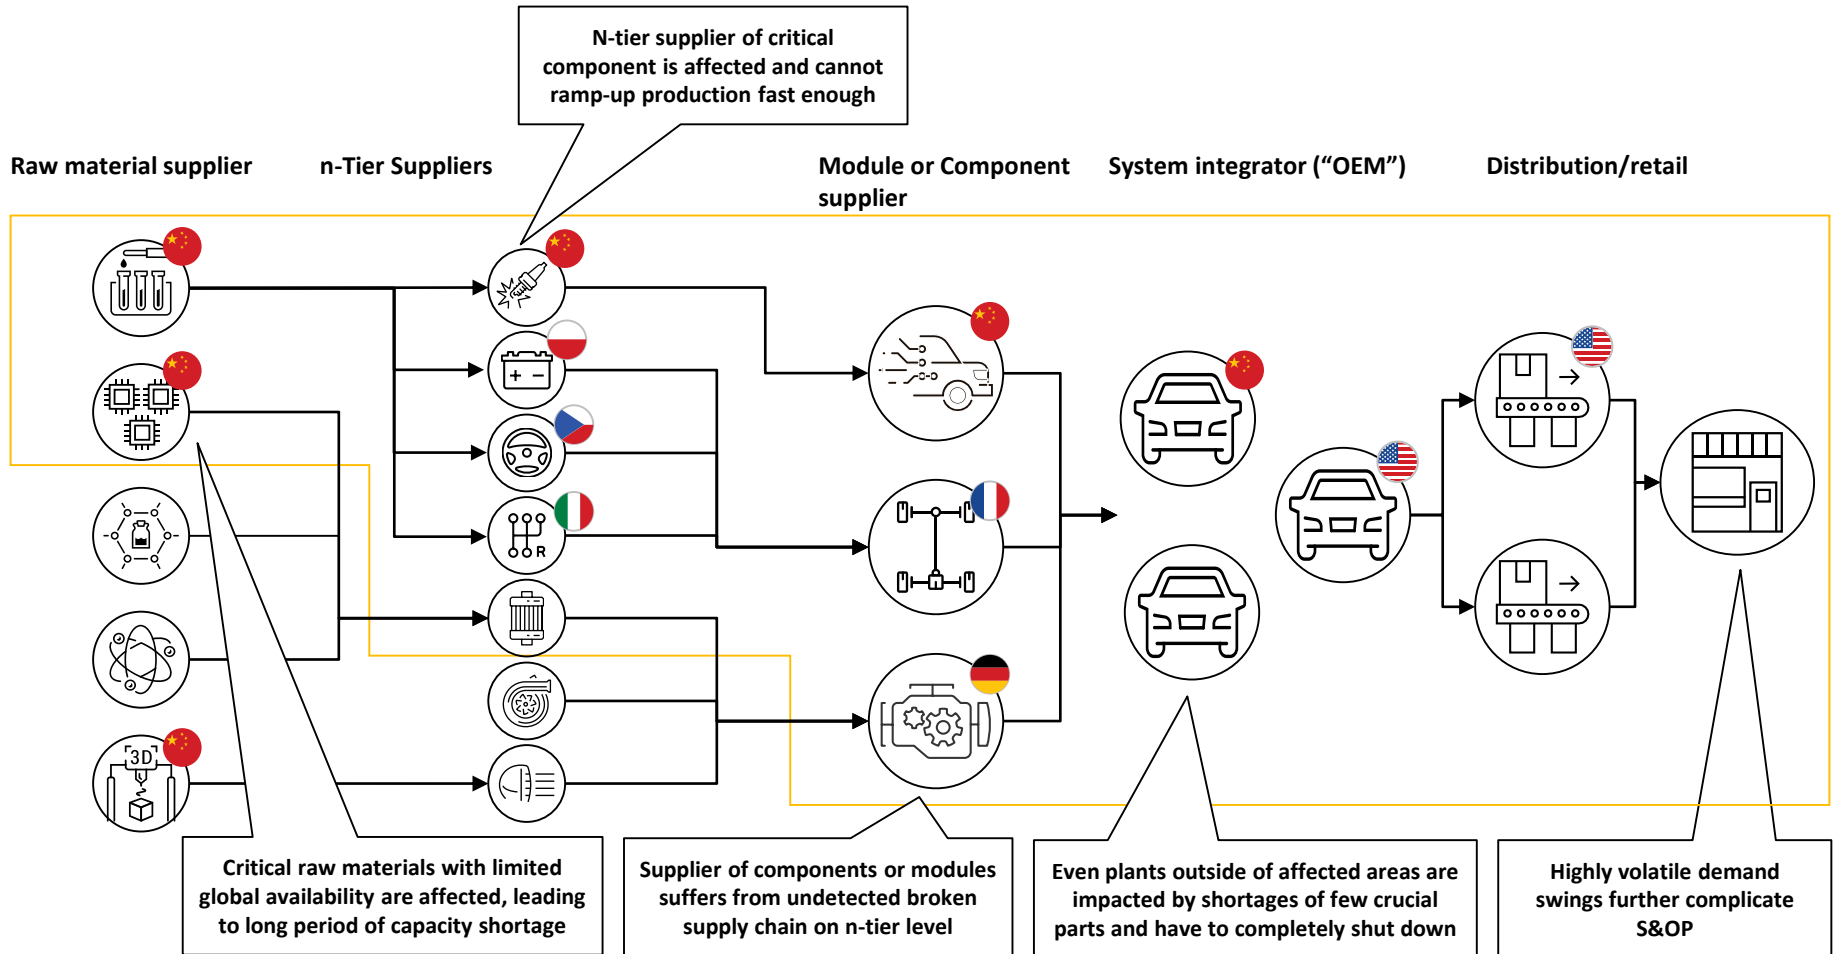 N-tier supplier of critical
component is affected and cannot
ramp-up production fast enough
Raw material supplier
n-Tier Suppliers
Module or Component
supplier
System integrator (“OEM”)
Distribution/retail
R
3D
Critical raw materials with limited
global availability are affected, leading
to long period of capacity shortage
Supplier of components or modules
suffers from undetected broken
supply chain on n-tier level
Even plants outside of affected areas are
impacted by shortages of few crucial
parts and have to completely shut down
Highly volatile demand
swings further complicate
S&OP